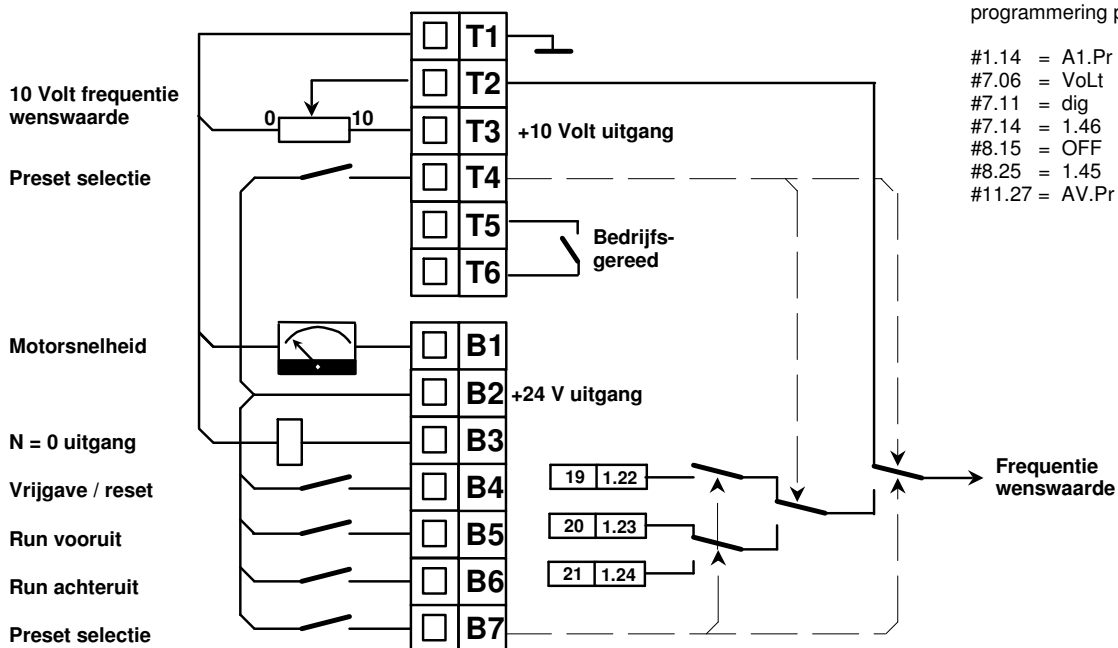 programmering p
#1.14 = A1.Pr
#7.06 = VoLt
#7.11 = dig
#7.14 = 1.46
#8.15 = OFF
#8.25 = 1.45
#11.27 = AV.Pr
T1
10 Volt frequentie
wenswaarde
0
10
T2
T3
+10 Volt uitgang
Preset selectie
T4
T5
T6
Bedrijfs-
gereed
Motorsnelheid
B1
B2
+24 V uitgang
N = 0 uitgang
B3
Vrijgave / reset
B4
Run vooruit
B5
Run achteruit
B6
Preset selectie
B7
19 1.22
20 1.23
21 1.24
Frequentie
wenswaarde